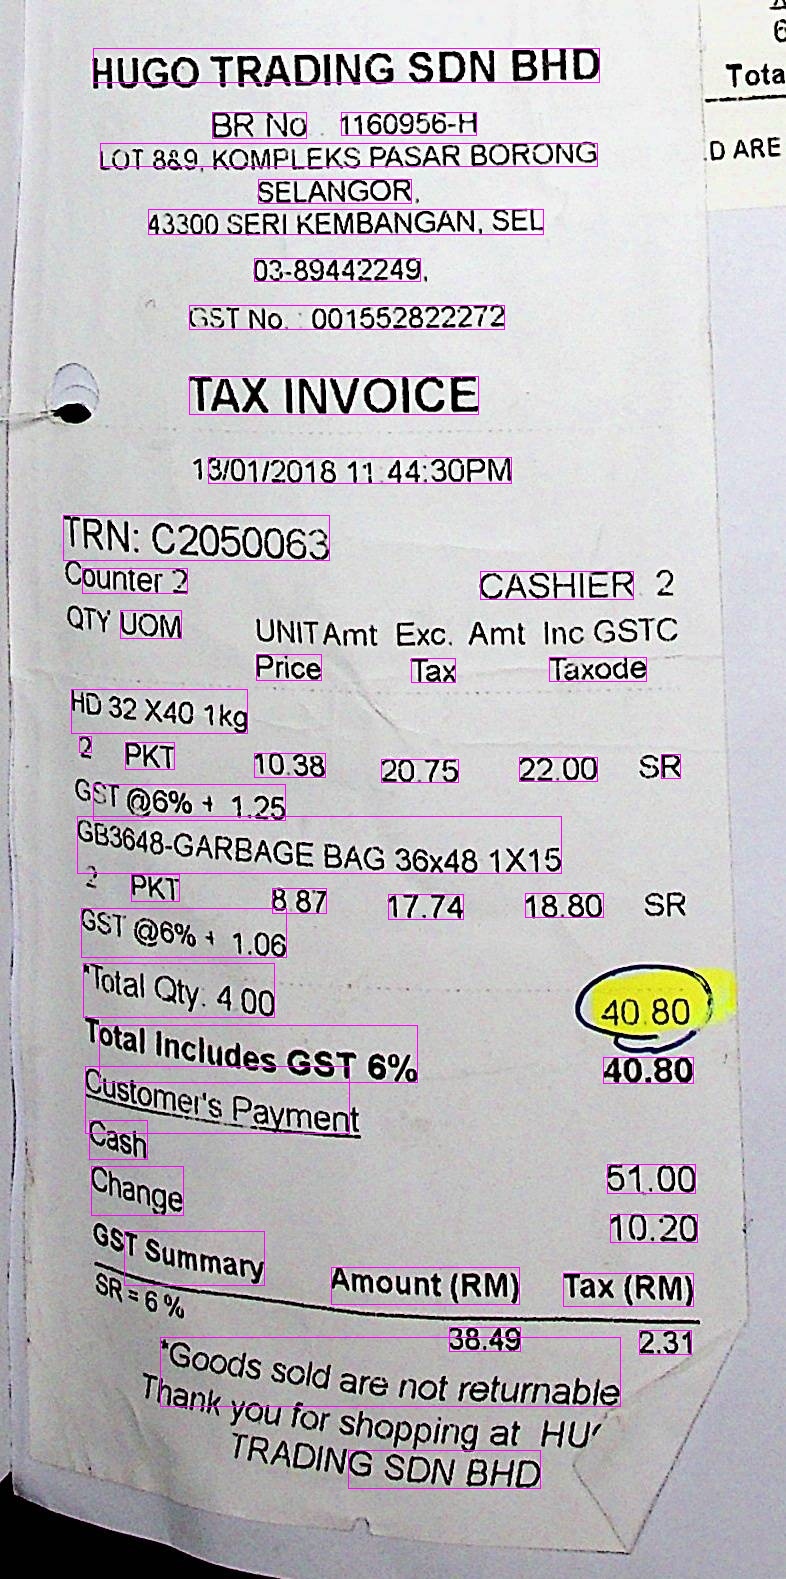 HUGO TRADING SDN BHD
BR No : 1160956-H
LOT 8&9, KOMPLEKS PASAR BORONG
SELANGOR,
43300 SERI KEMBANGAN, SEL
03-89442249,
GST No. : 001552822272
TAX INVOICE
13/01/2018 11:44:30PM
TRN: C2050063
Counter 2 CASHIER 2
QTY UOM UNIT Amt Exc. Amt Inc GSTC
Price Tax Taxode
HD 32 X40 1kg
2 PKT 10.38 20.75 22.00 SR
GST @6% + 1.25
GB3648-GARBAGE BAG 36x48 1X15
2 PKT 8.87 17.74 18.80 SR
GST @6% + 1.06
*Total Qty. 4.00 40.80
Total Includes GST 6% 40.80
Customer's Payment
Cash 51.00
Change 10.20
GST Summary Amount (RM) Tax (RM)
SR = 6 % 38.49 2.31
*Goods sold are not returnable
Thank you for shopping at HU
TRADING SDN BHD
Tota
D ARE